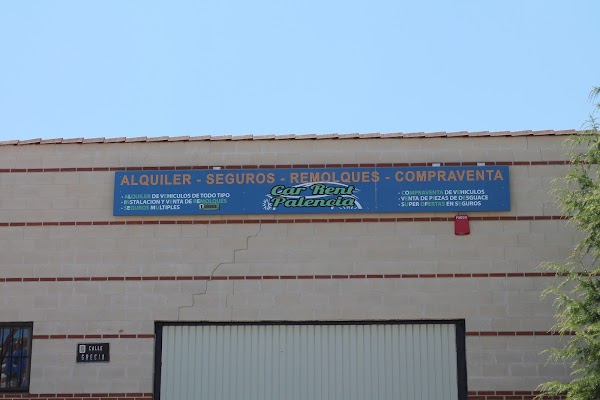 ALQUILER - SEGUROS - REMOLQUES - COMPRAVENTA
- ALQUILER DE VEHICULOS DE TODO TIPO
- INSTALACION Y VENTA DE REMOLQUES
- SEGUROS MULTIPLES
Car Rent
Palencia
- COMPRAVENTA DE VEHICULOS
- VENTA DE PIEZAS DE DESGUACE
- SUPER OFERTAS EN SEGUROS
CALLE
GRECIA